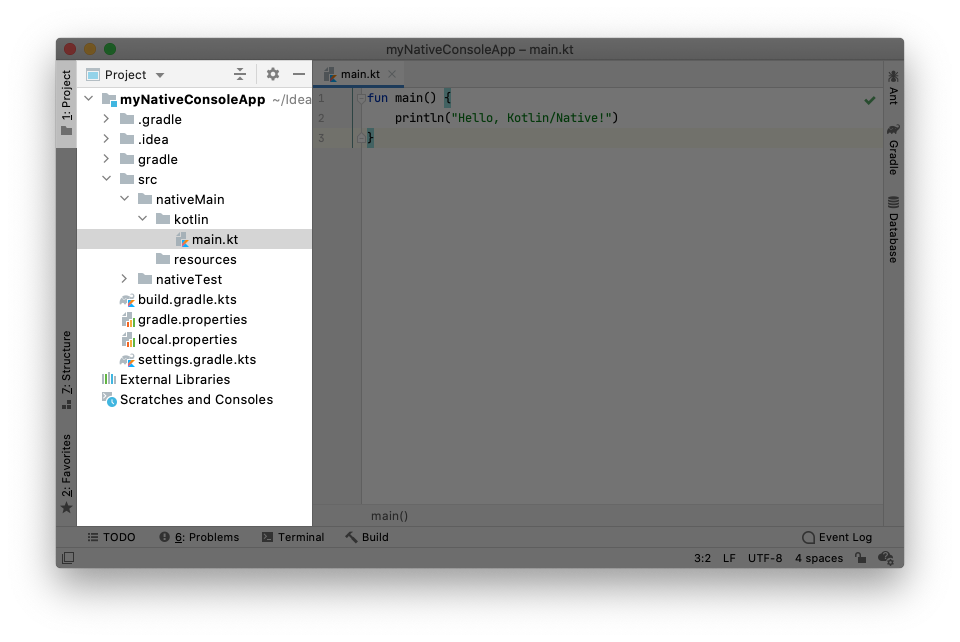 myNativeConsoleApp – main.kt
1: Project
Project
main.kt
myNativeConsoleApp ~/Idea
.gradle
.idea
gradle
src
nativeMain
kotlin
main.kt
resources
nativeTest
build.gradle.kts
gradle.properties
local.properties
settings.gradle.kts
External Libraries
Scratches and Consoles
1 fun main() {
2 println("Hello, Kotlin/Native!")
3 }
main()
Ant
Gradle
Database
Z: Structure
2: Favorites
TODO 6: Problems Terminal Build Event Log
3:2 LF UTF-8 4 spaces